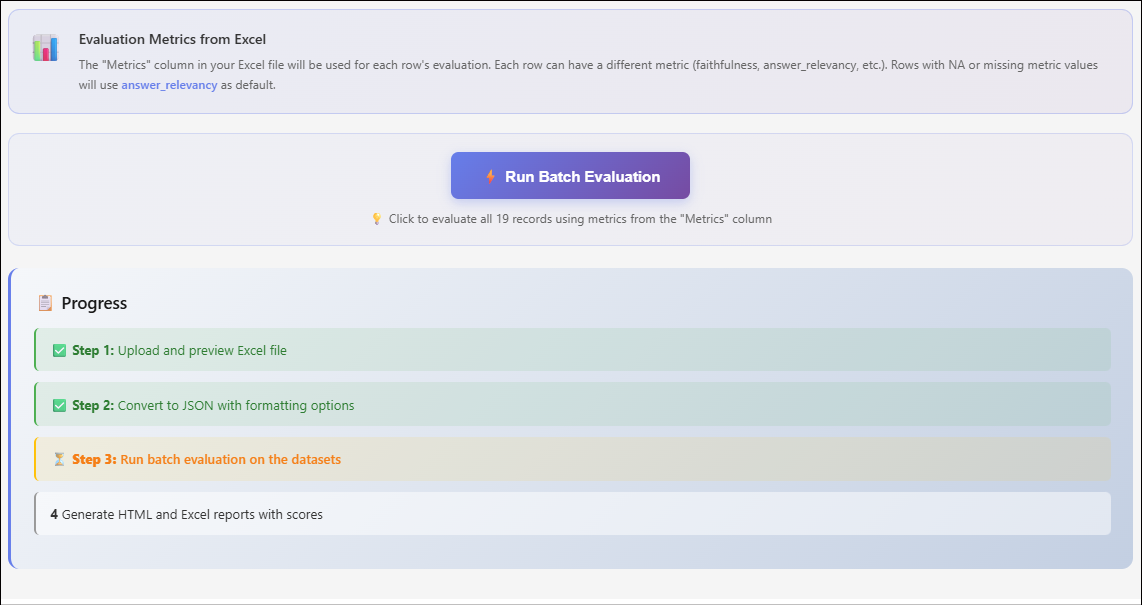 Evaluation Metrics from Excel
The "Metrics" column in your Excel file will be used for each row's evaluation. Each row can have a different metric (faithfulness, answer_relevancy, etc.). Rows with NA or missing metric values
will use answer_relevancy as default.
Run Batch Evaluation
Click to evaluate all 19 records using metrics from the "Metrics" column
Progress
Step 1: Upload and preview Excel file
Step 2: Convert to JSON with formatting options
Step 3: Run batch evaluation on the datasets
4 Generate HTML and Excel reports with scores